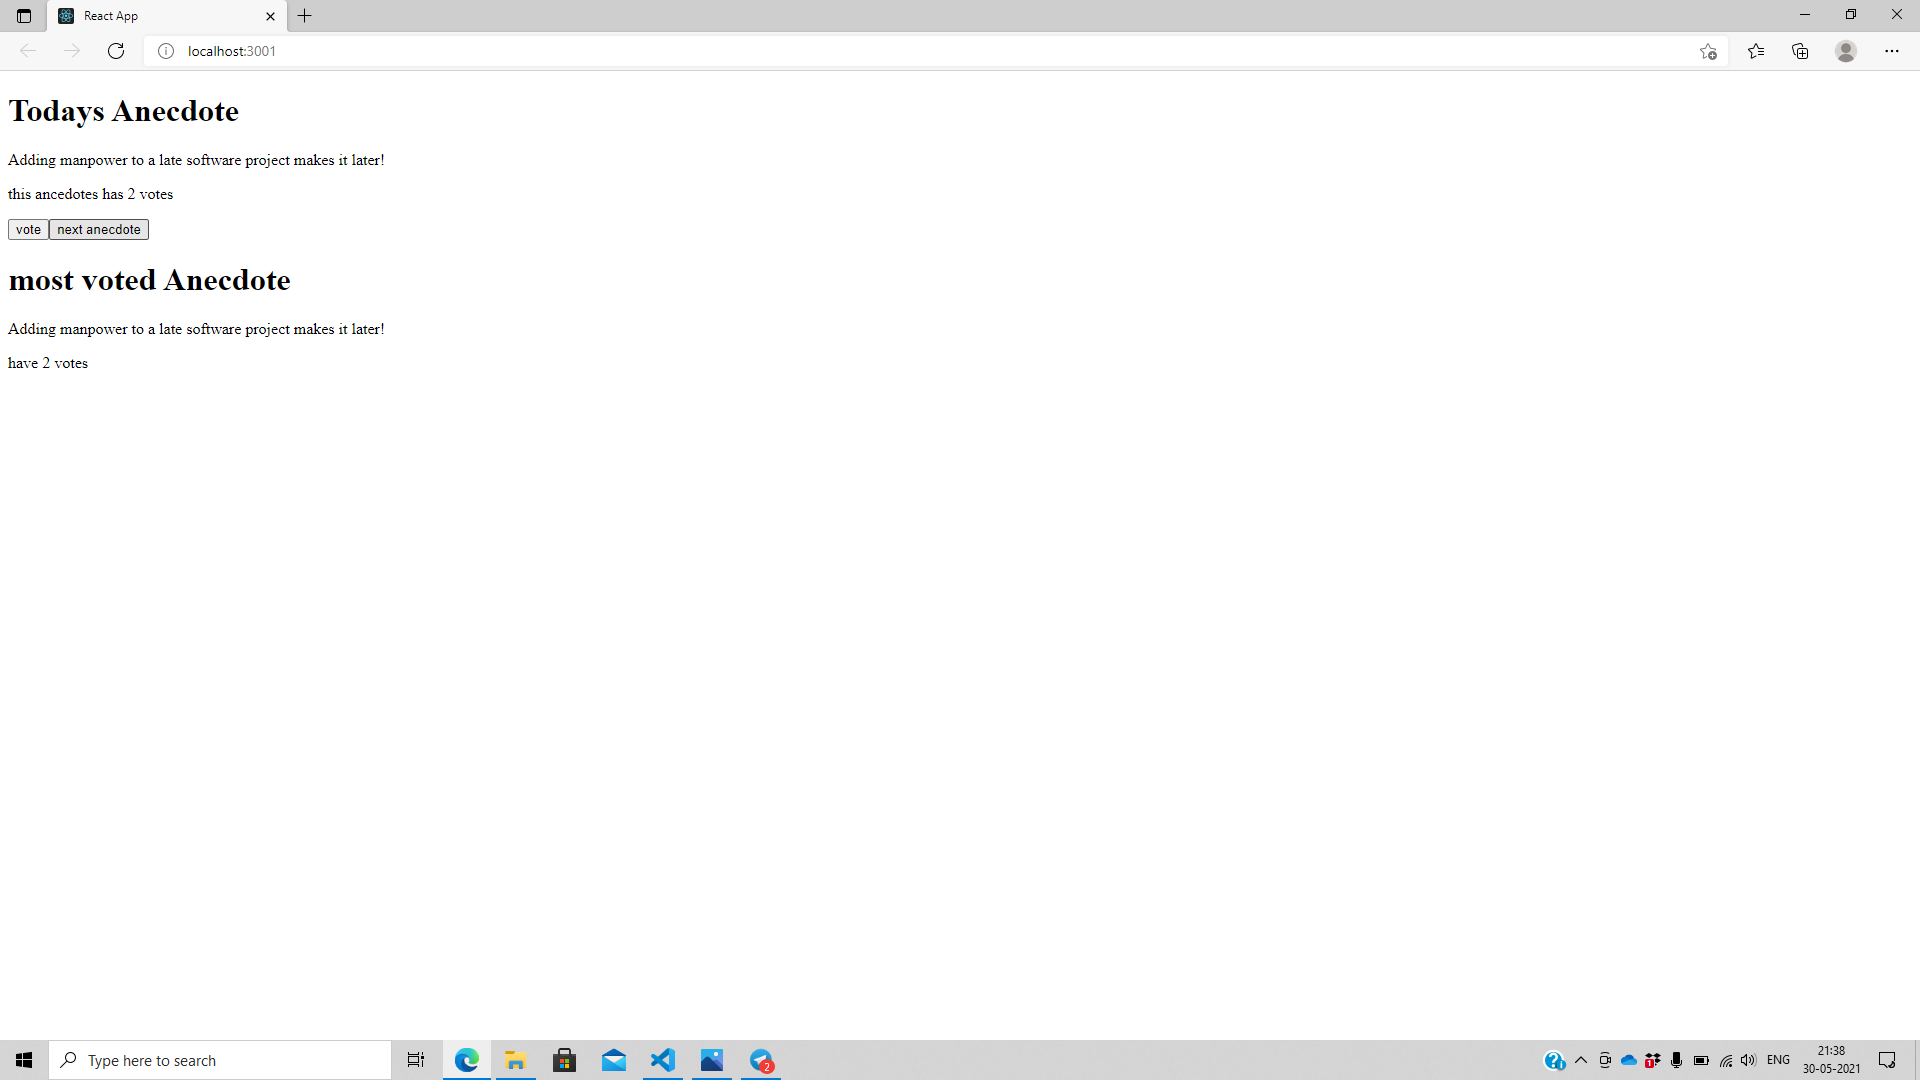 React App
localhost:3001
Todays Anecdote
Adding manpower to a late software project makes it later!
this ancedotes has 2 votes
vote next anecdote
most voted Anecdote
Adding manpower to a late software project makes it later!
have 2 votes
Type here to search
2
1
ENG
21:38
30-05-2021